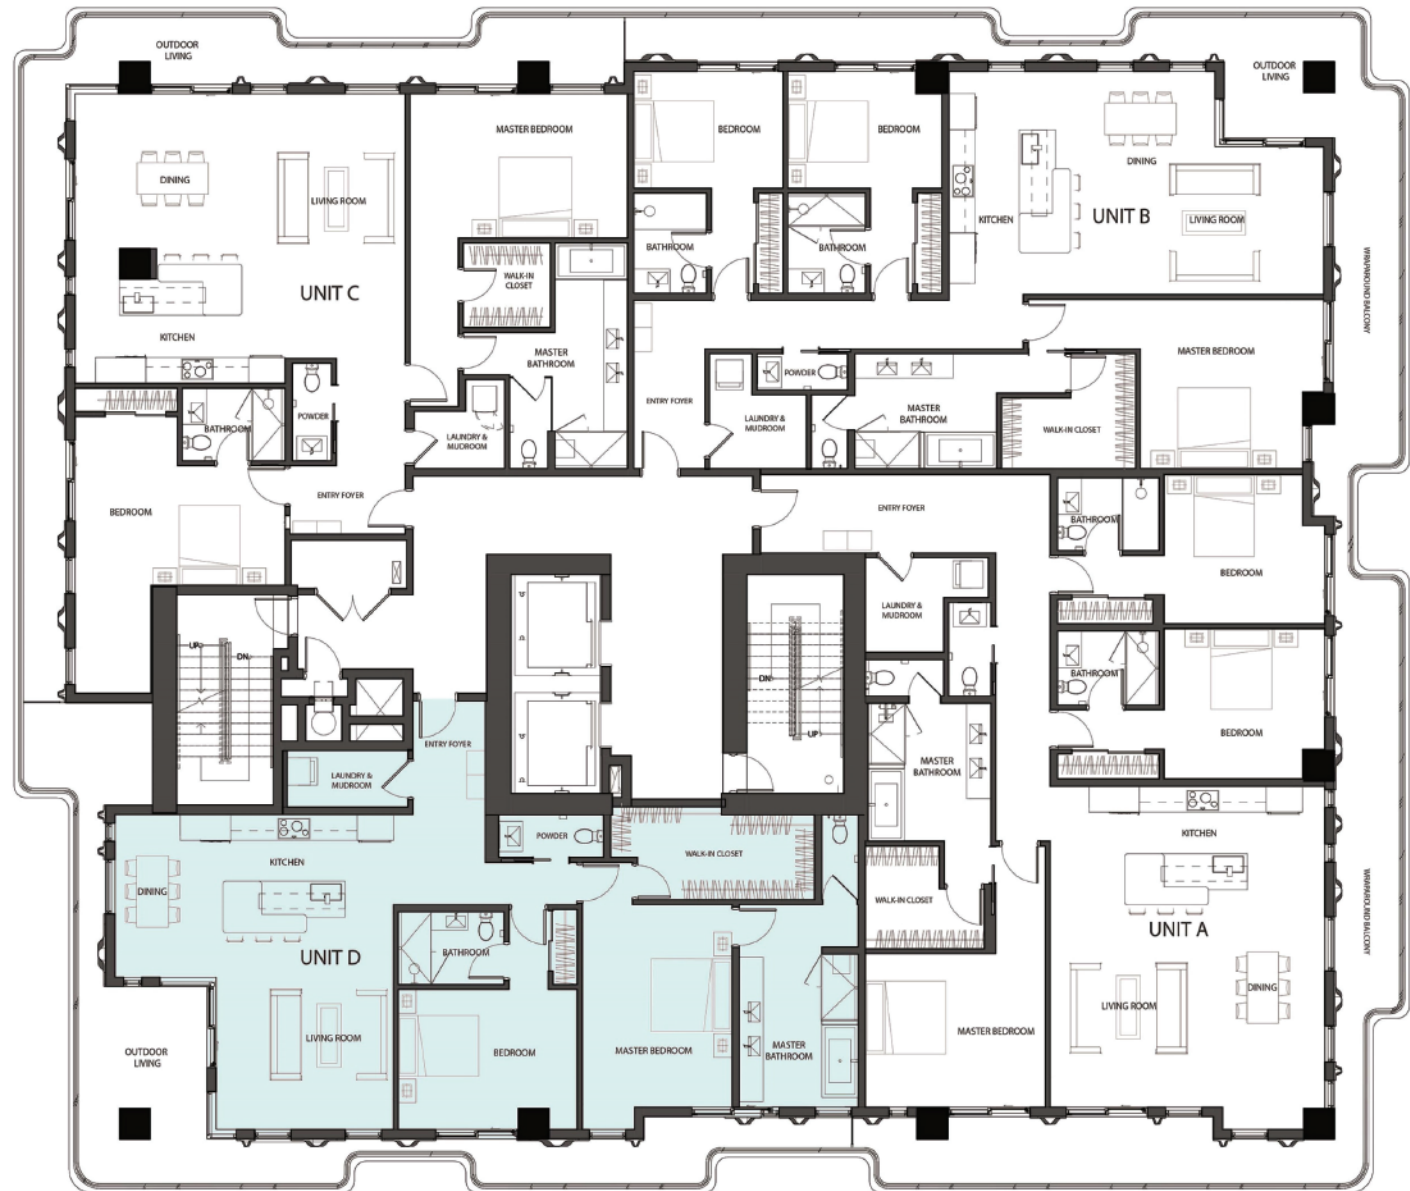 OUTDOOR
LIVING
MASTER BEDROOM
DINING
LIVING ROOM
WALK-IN
CLOSET
UNIT C
KITCHEN
MASTER
BATHROOM
POWDER
BATHROOM
LAUNDRY &
MUDROOM
ENTRY FOYER
BEDROOM
UP
DN
BEDROOM
BEDROOM
OUTDOOR
LIVING
DINING
BATHROOM
BATHROOM
KITCHEN
UNIT B
LIVING ROOM
WRAPAROUND BALCONY
MASTER BEDROOM
POWDER
ENTRY FOYER
LAUNDRY &
MUDROOM
MASTER
BATHROOM
WALK-IN CLOSET
ENTRY FOYER
BATHROOM
BEDROOM
LAUNDRY &
MUDROOM
BATHROOM
BEDROOM
DN
UP
MASTER
BATHROOM
KITCHEN
WALK-IN CLOSET
UNIT A
WRAPAROUND BALCONY
LIVING ROOM
DINING
MASTER BEDROOM
ENTRY FOYER
LAUNDRY &
MUDROOM
POWDER
WALK-IN CLOSET
KITCHEN
DINING
UNIT D
BATHROOM
LIVING ROOM
BEDROOM
MASTER BEDROOM
MASTER
BATHROOM
OUTDOOR
LIVING